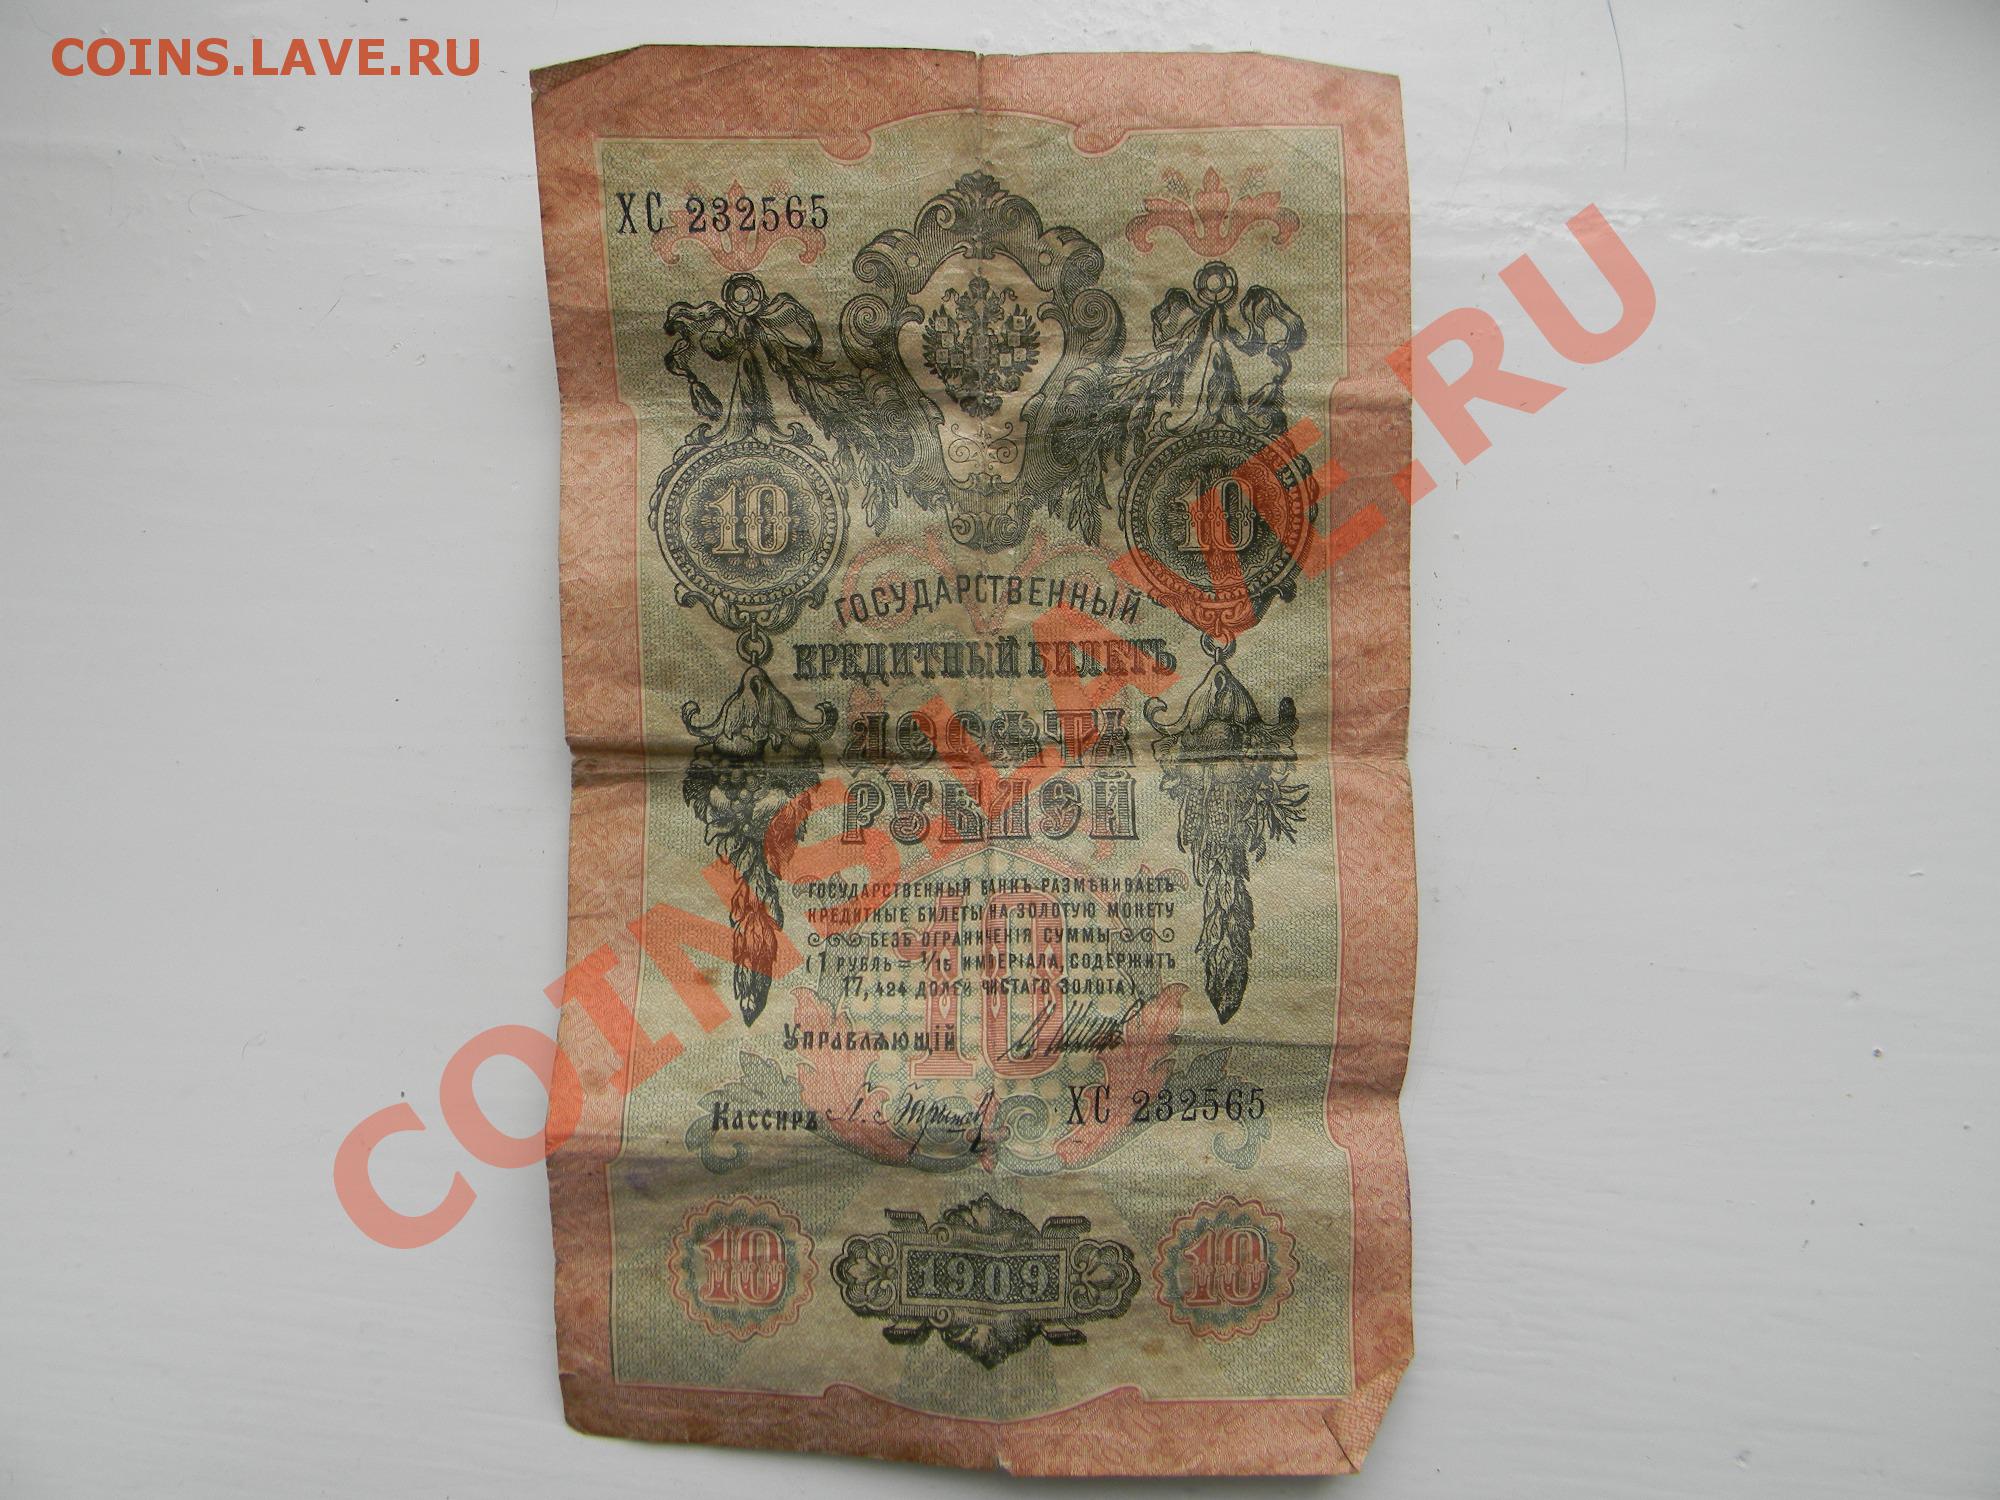 COINS.LAVE.RU
ХС 232565
10 10
ГОСУДАРСТВЕННЫЙ
КРЕДИТНЫЙ БИЛЕТЪ
ДЕСЯТЬ
РУБЛЕЙ
ГОСУДАРСТВЕННЫЙ БАНКЪ РАЗМѢНИВАЕТЪ
КРЕДИТНЫЕ БИЛЕТЫ НА ЗОЛОТУЮ МОНЕТУ
БЕЗЪ ОГРАНИЧЕНІЯ СУММЫ
(1 РУБЛЬ = 1/15 ИМПЕРІАЛА, СОДЕРЖИТЪ
17,424 ДОЛЕЙ ЧИСТАГО ЗОЛОТА).
10
УПРАВЛЯЮЩІЙ
КАССИРЪ
ХС 232565
10 1909 10
COINS.LAVE.RU